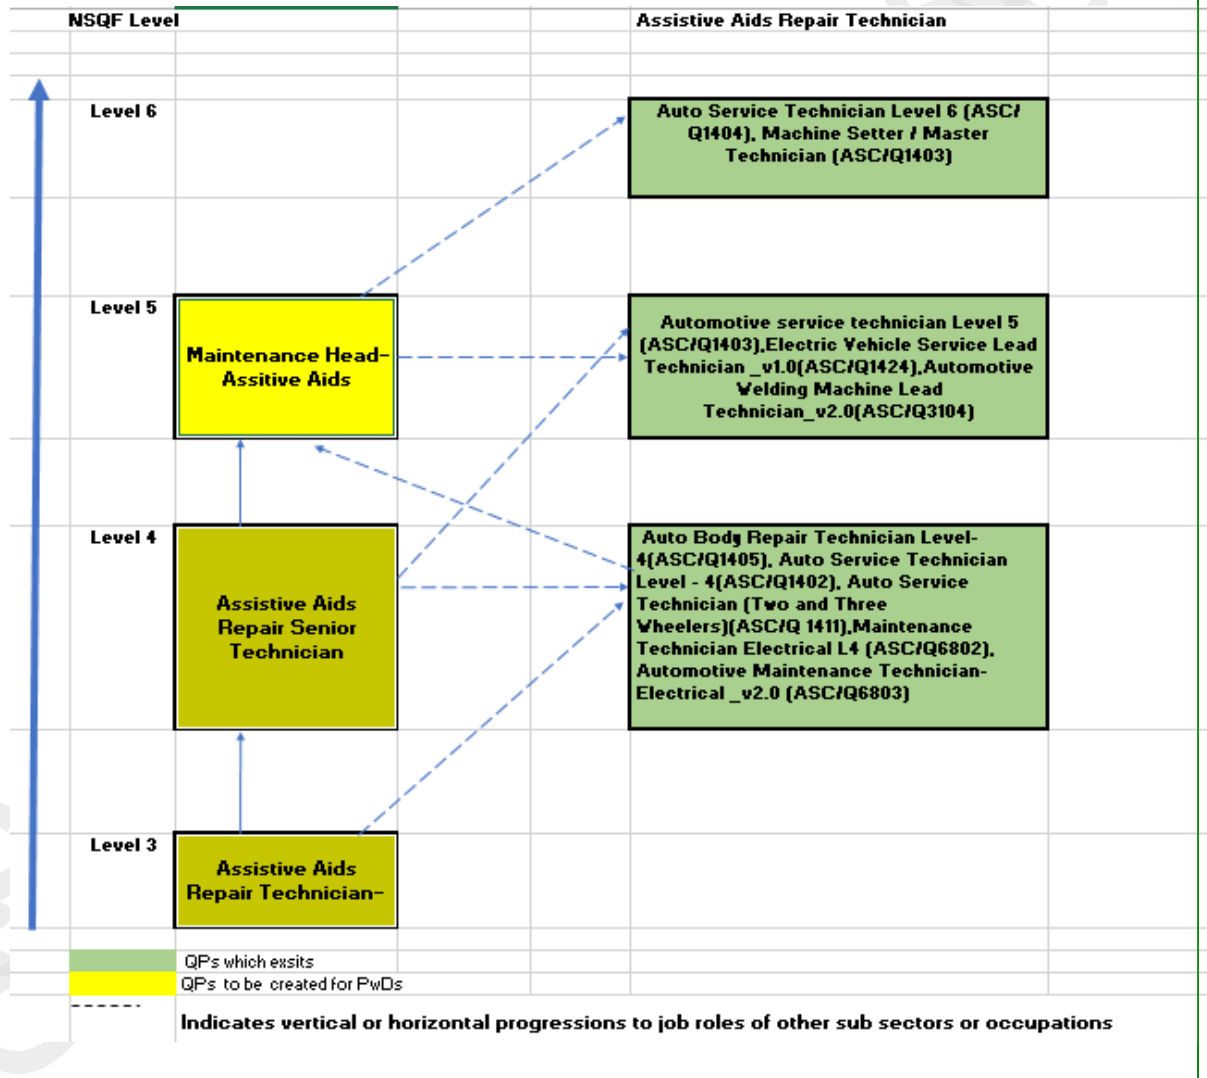 NSQF Level
Assistive Aids Repair Technician
Level 6
Auto Service Technician Level 6 (ASC/
Q1404), Machine Setter / Master
Technician (ASC/Q1403)
Level 5
Maintenance Head-
Assitive Aids
Automotive service technician Level 5
(ASC/Q1403),Electric Vehicle Service Lead
Technician _v1.0(ASC/Q1424),Automotive
Welding Machine Lead
Technician_v2.0(ASC/Q3104)
Level 4
Assistive Aids
Repair Senior
Technician
Auto Body Repair Technician Level-
4(ASC/Q1405), Auto Service Technician
Level - 4(ASC/Q1402), Auto Service
Technician (Two and Three
Wheelers)(ASC/Q 1411),Maintenance
Technician Electrical L4 (ASC/Q6802),
Automotive Maintenance Technician-
Electrical _v2.0 (ASC/Q6803)
Level 3
Assistive Aids
Repair Technician-
QPs which exsits
QPs to be created for PwDs
Indicates vertical or horizontal progressions to job roles of other sub sectors or occupations